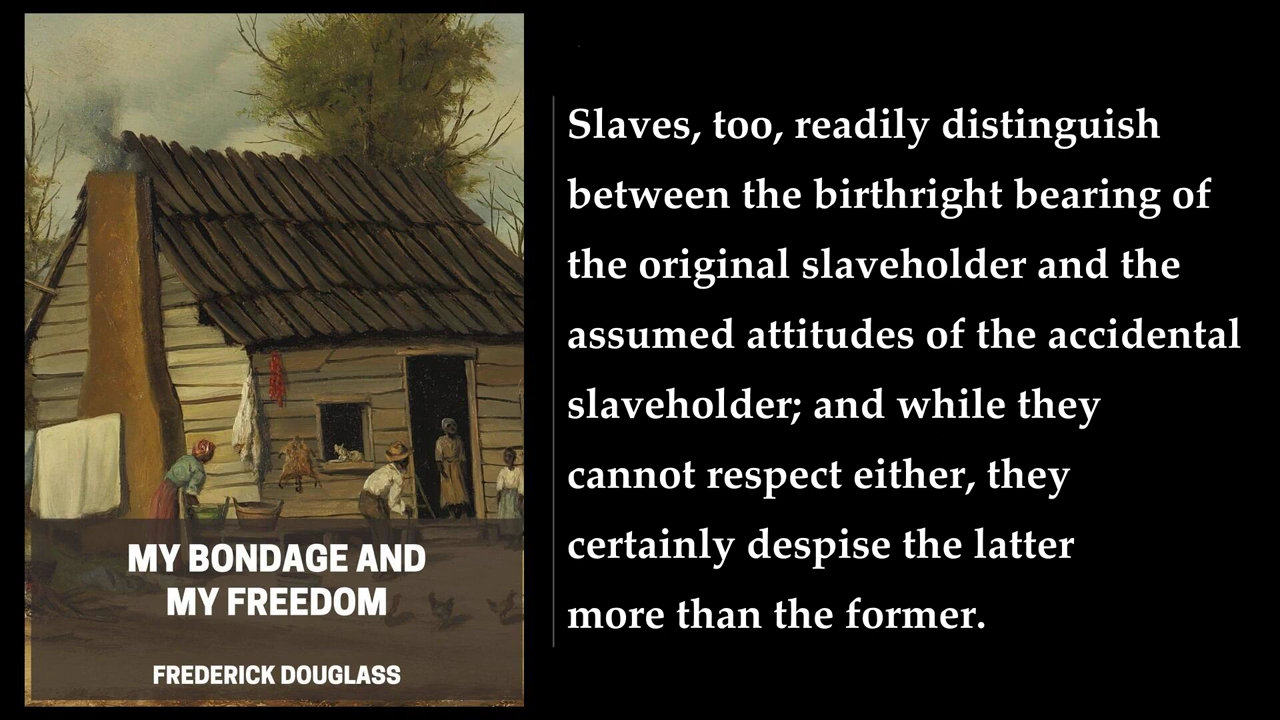 MY BONDAGE AND
MY FREEDOM
FREDERICK DOUGLASS
Slaves, too, readily distinguish
between the birthright bearing of
the original slaveholder and the
assumed attitudes of the accidental
slaveholder; and while they
cannot respect either, they
certainly despise the latter
more than the former.